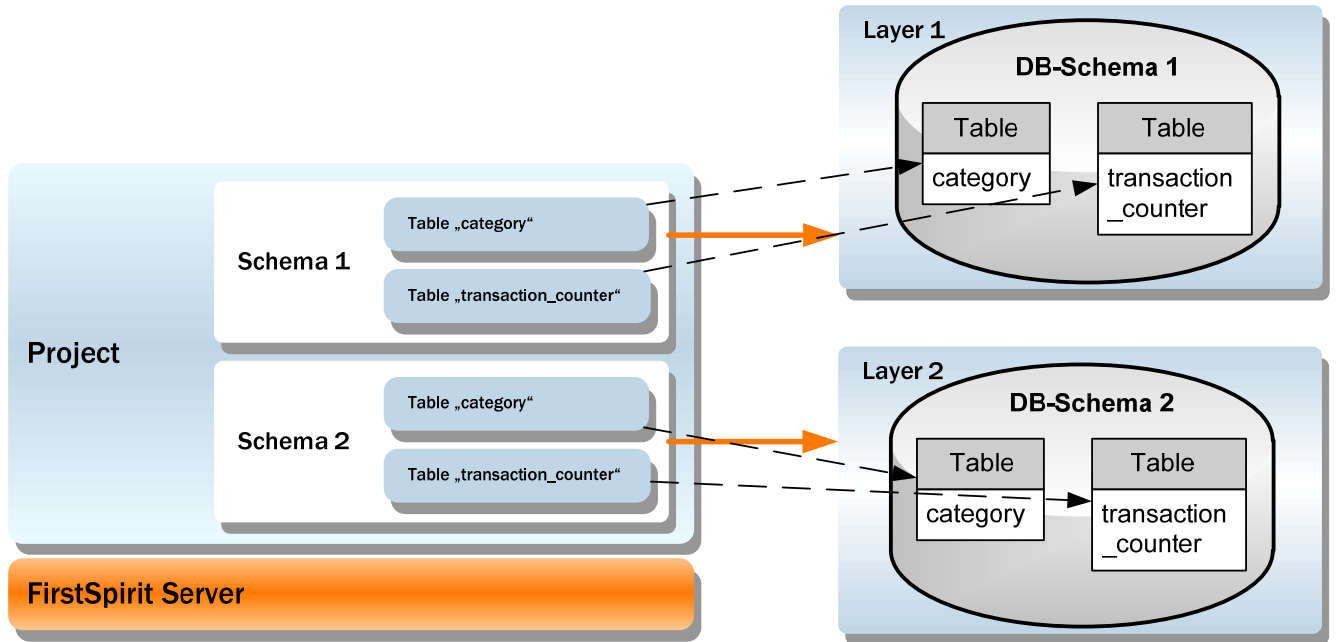 Project
Schema 1
Table „category“
Table „transaction_counter“
Schema 2
Table „category“
Table „transaction_counter“
FirstSpirit Server
Layer 1
DB-Schema 1
Table
category
Table
transaction
_counter
Layer 2
DB-Schema 2
Table
category
Table
transaction
_counter